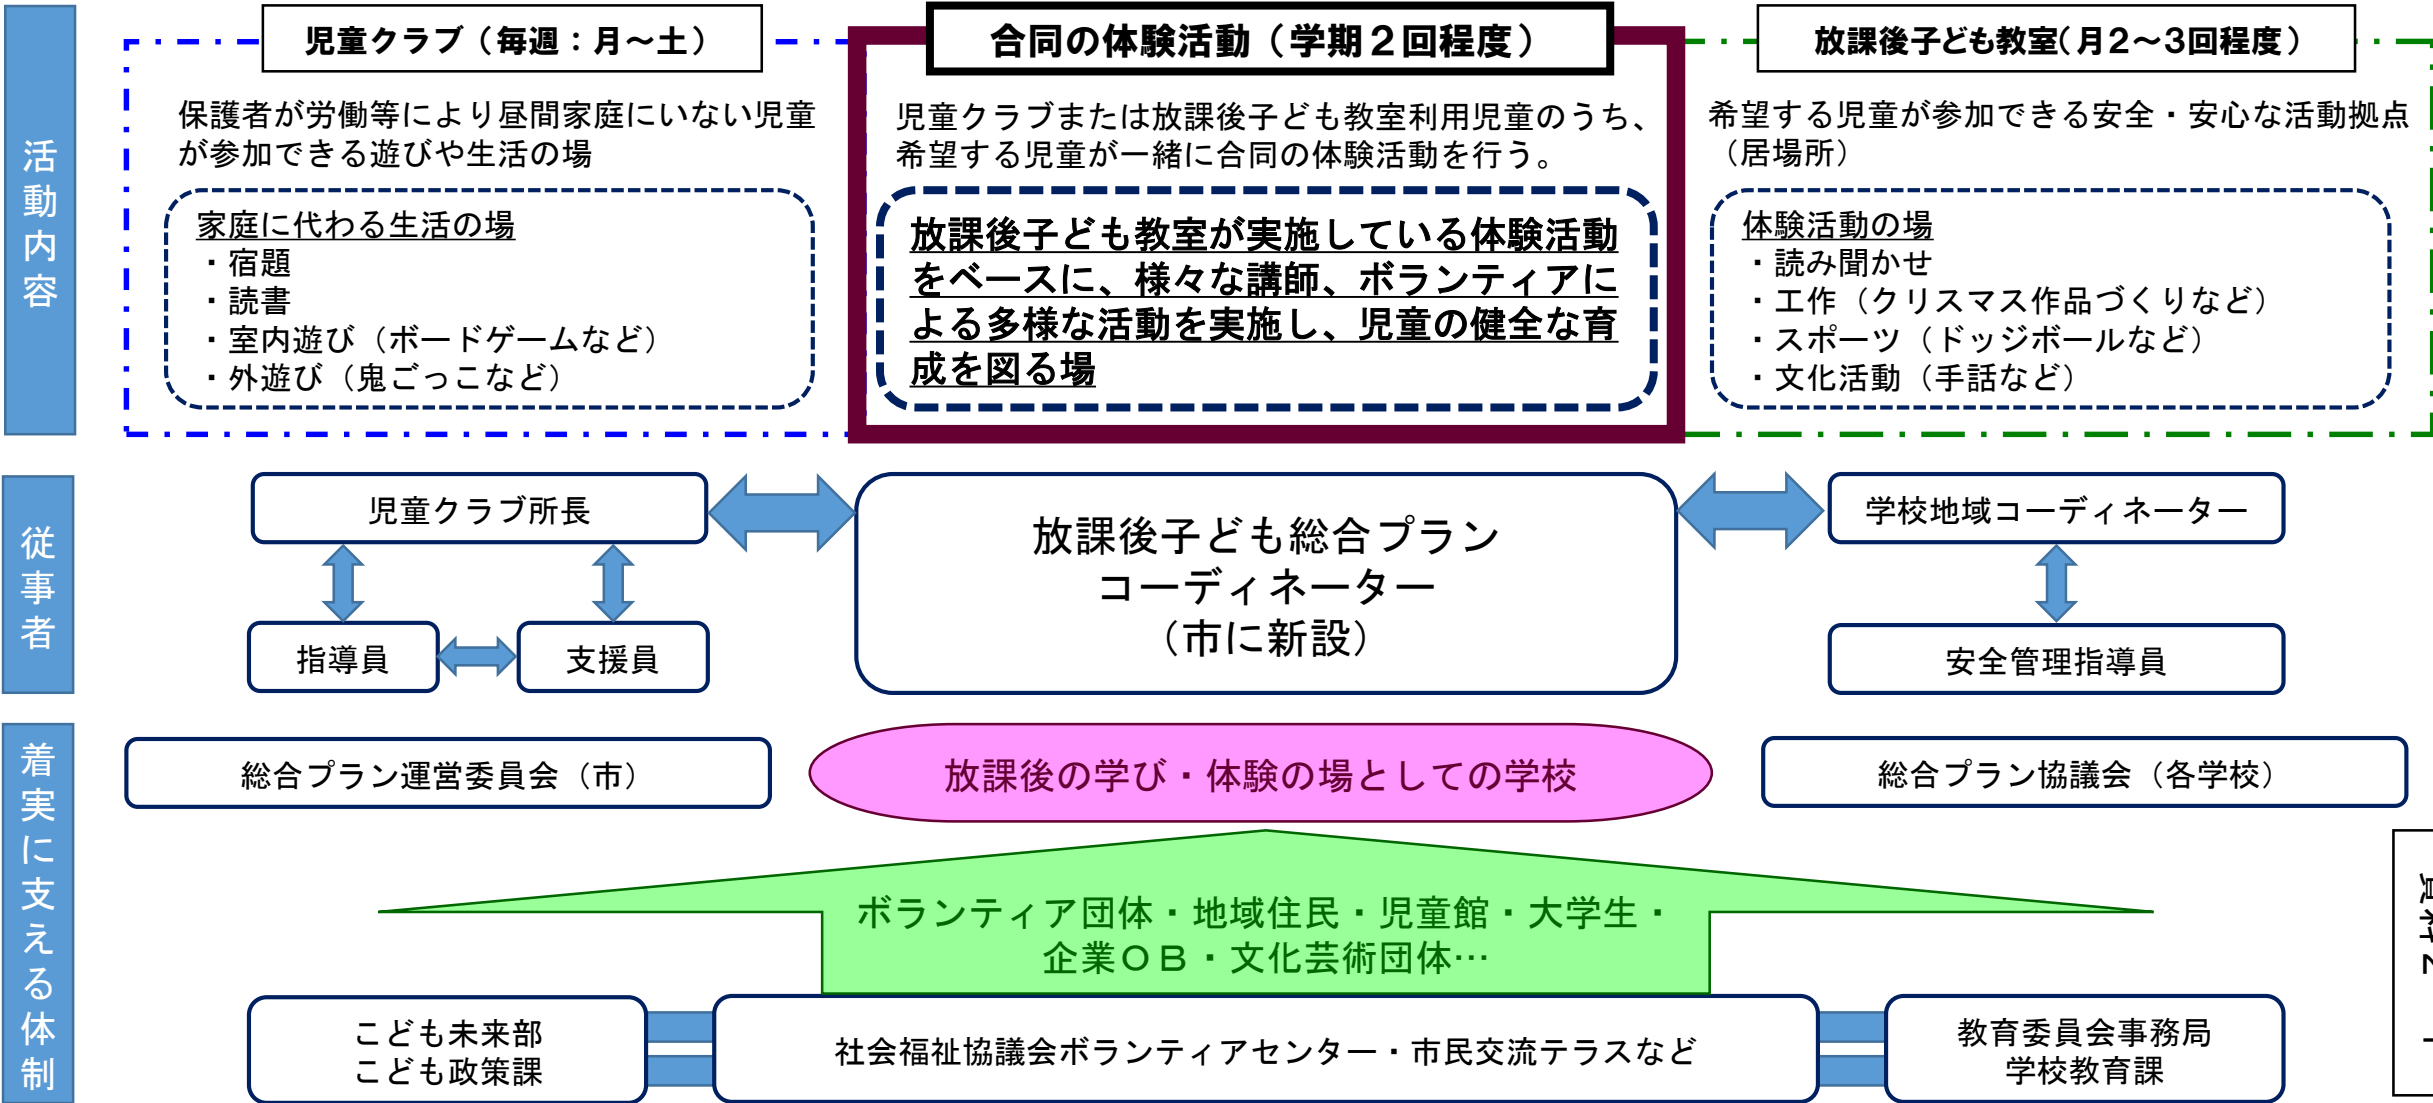 児童クラブ（毎週：月～土）
合同の体験活動（学期２回程度）
放課後子ども教室（月２～３回程度）
活動内容
保護者が労働等により昼間家庭にいない児童
が参加できる遊びや生活の場
家庭に代わる生活の場
・宿題
・読書
・室内遊び（ボードゲームなど）
・外遊び（鬼ごっこなど）
児童クラブまたは放課後子ども教室利用児童のうち、
希望する児童が一緒に合同の体験活動を行う。
放課後子ども教室が実施している体験活動
をベースに、様々な講師、ボランティアに
よる多様な活動を実施し、児童の健全な育
成を図る場
希望する児童が参加できる安全・安心な活動拠点
（居場所）
体験活動の場
・読み聞かせ
・工作（クリスマス作品づくりなど）
・スポーツ（ドッジボールなど）
・文化活動（手話など）
従事者
児童クラブ所長
指導員
支援員
放課後子ども総合プラン
コーディネーター
（市に新設）
学校地域コーディネーター
安全管理指導員
着実に支える体制
総合プラン運営委員会（市）
放課後の学び・体験の場としての学校
総合プラン協議会（各学校）
ボランティア団体・地域住民・児童館・大学生・
企業ＯＢ・文化芸術団体…
こども未来部
こども政策課
社会福祉協議会ボランティアセンター・市民交流テラスなど
教育委員会事務局
学校教育課